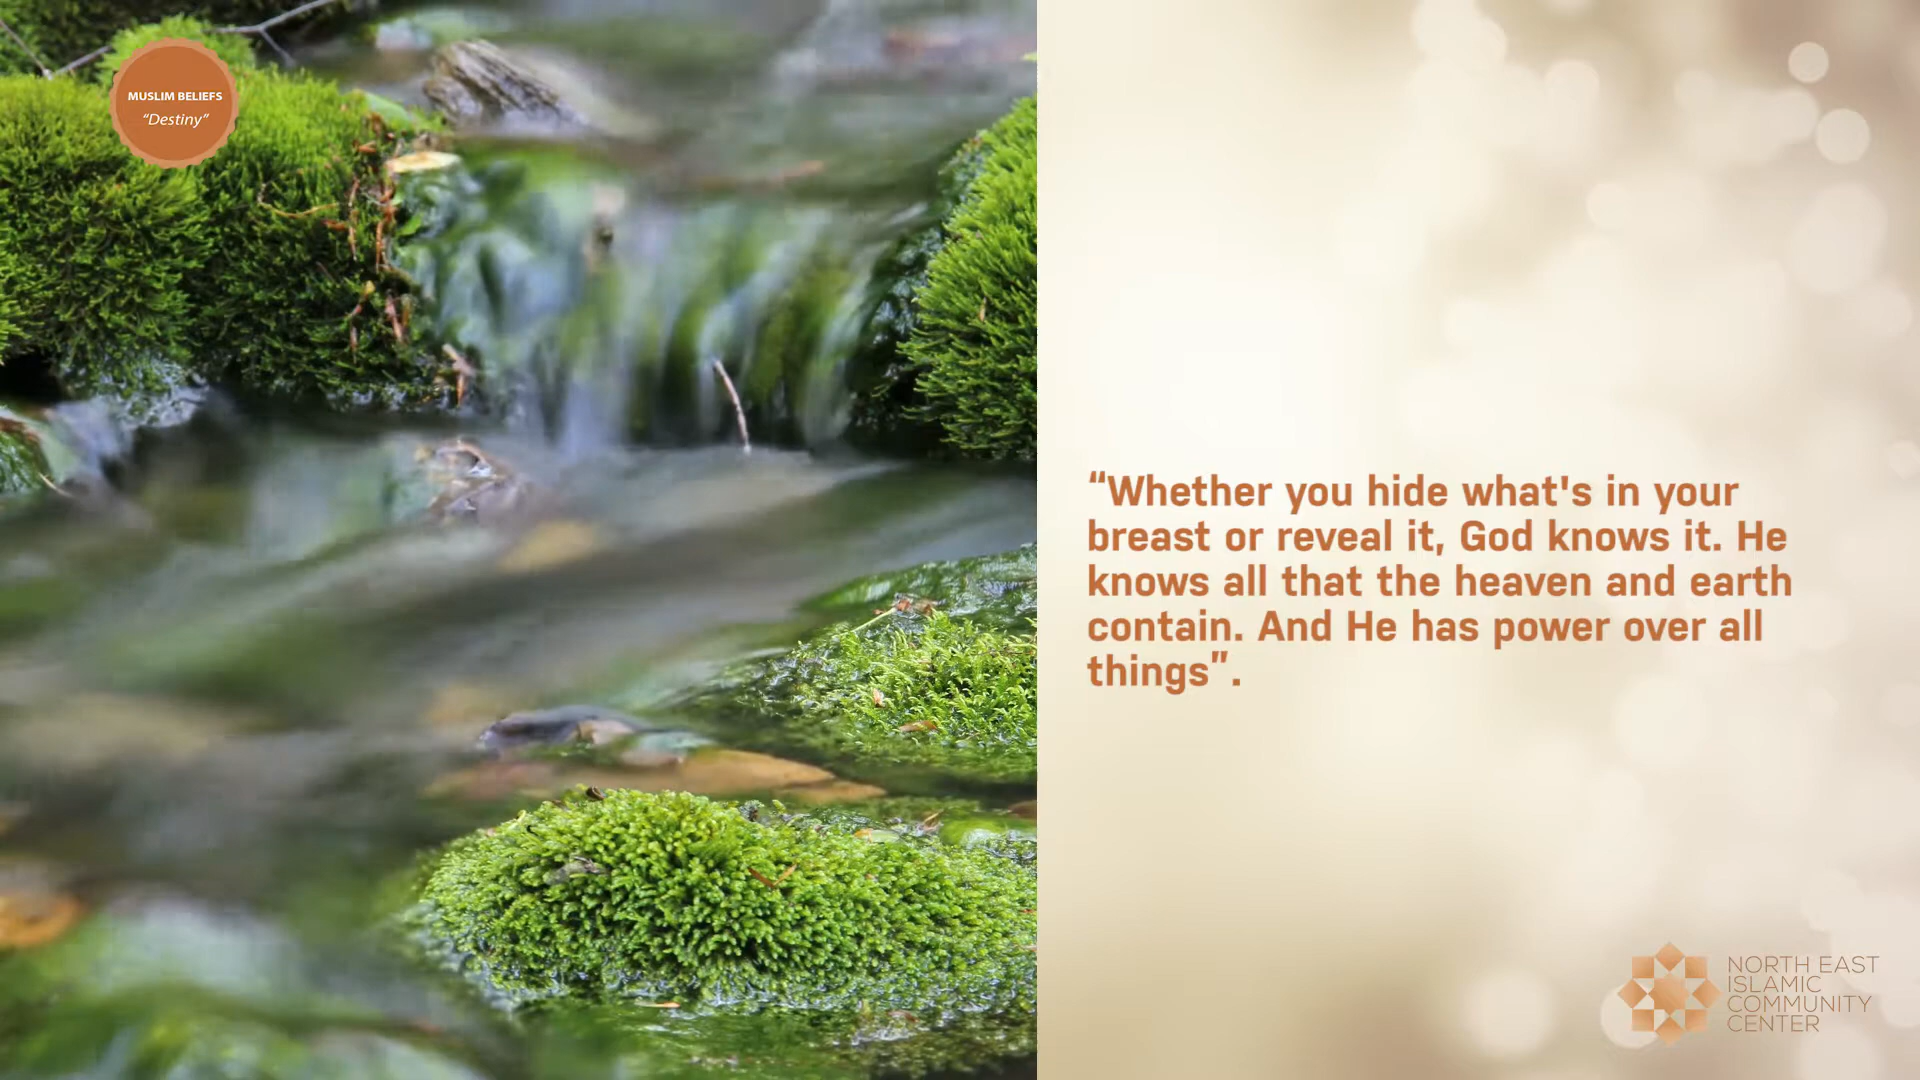 MUSLIM BELIEFS
“Destiny”
“Whether you hide what's in your
breast or reveal it, God knows it. He
knows all that the heaven and earth
contain. And He has power over all
things”.
NORTH EAST
ISLAMIC
COMMUNITY
CENTER